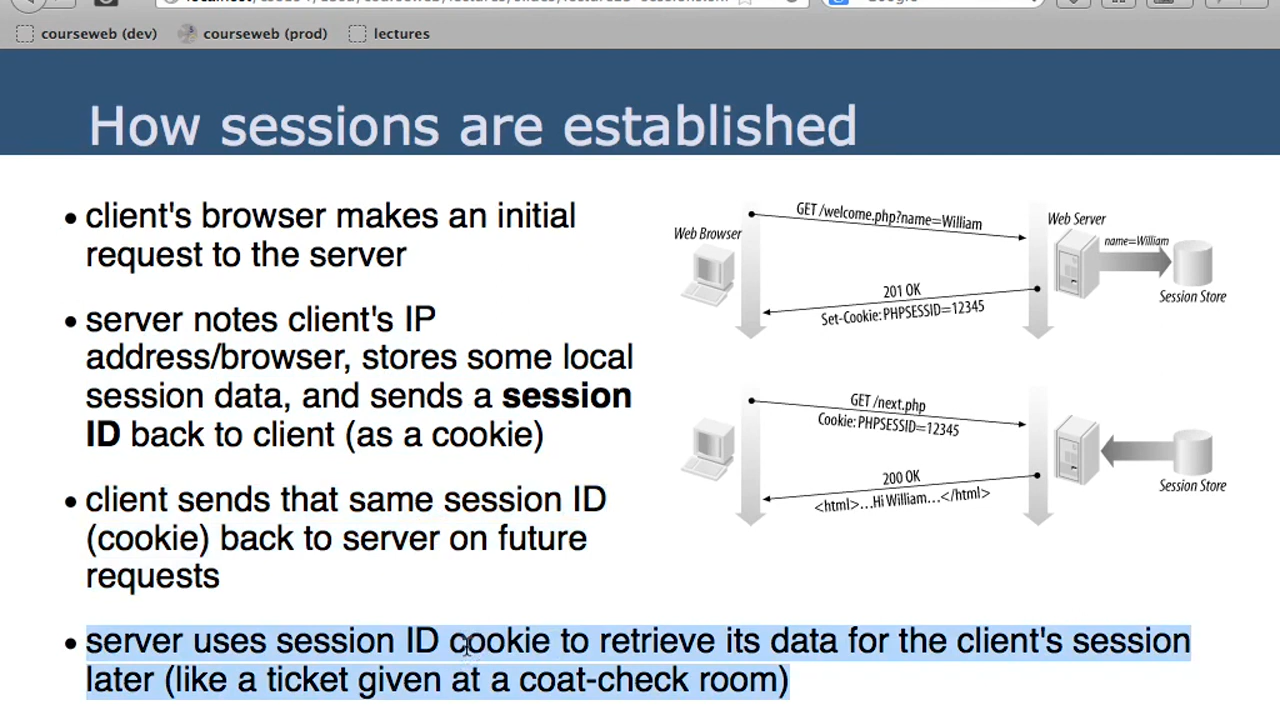 courseweb (dev) courseweb (prod) lectures
How sessions are established
• client's browser makes an initial
request to the server
• server notes client's IP
address/browser, stores some local
session data, and sends a session
ID back to client (as a cookie)
• client sends that same session ID
(cookie) back to server on future
requests
• server uses session ID cookie to retrieve its data for the client's session
later (like a ticket given at a coat-check room)
Web Browser
GET /welcome.php?name=William
Web Server
name=William
Session Store
201 OK
Set-Cookie: PHPSESSID=12345
GET /next.php
Cookie: PHPSESSID=12345
200 OK
<html>...Hi William...</html>
Session Store